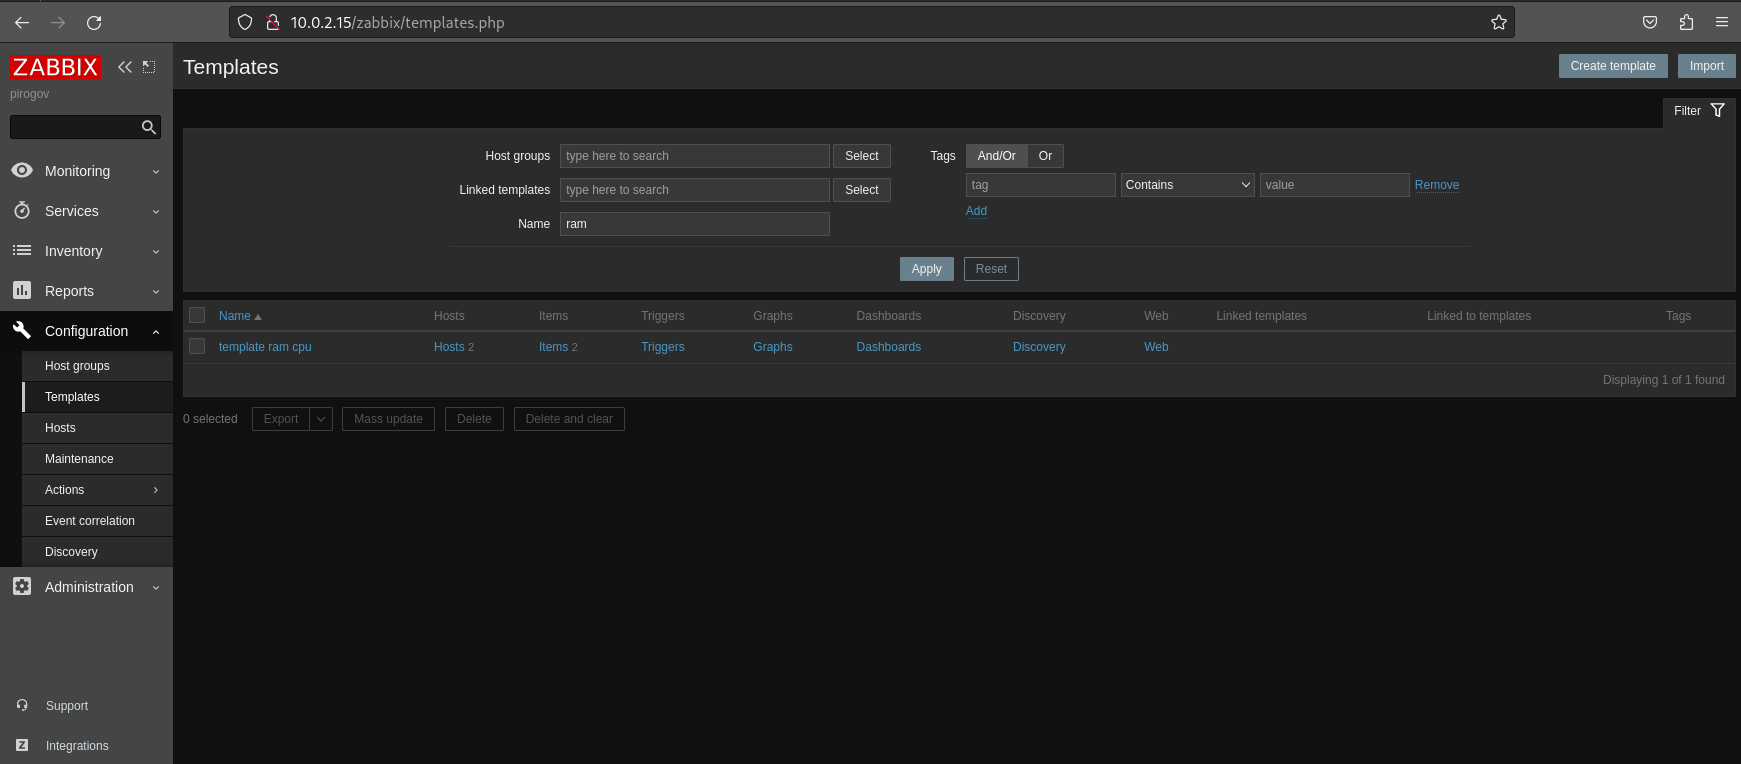 10.0.2.15/zabbix/templates.php
ZABBIX
pirogov
Monitoring
Services
Inventory
Reports
Configuration
Host groups
Templates
Hosts
Maintenance
Actions
Event correlation
Discovery
Administration
Support
Integrations
Templates
Create template Import
Filter
Host groups type here to search Select
Linked templates type here to search Select
Name ram
Tags And/Or Or
tag Contains value Remove
Add
Apply Reset
Name Hosts Items Triggers Graphs Dashboards Discovery Web Linked templates Linked to templates Tags
template ram cpu Hosts 2 Items 2 Triggers Graphs Dashboards Discovery Web
Displaying 1 of 1 found
0 selected Export Mass update Delete Delete and clear